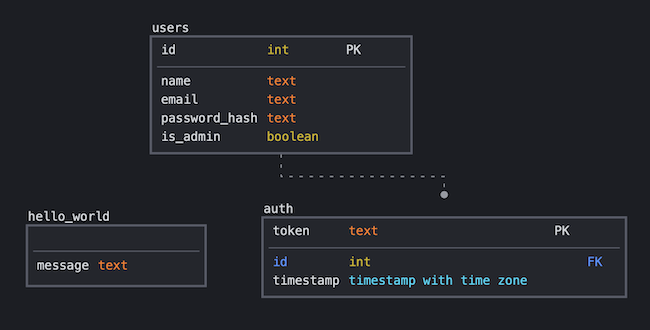 users
id int PK
name text
email text
password_hash text
is_admin boolean
hello_world
message text
auth
token text PK
id int FK
timestamp timestamp with time zone